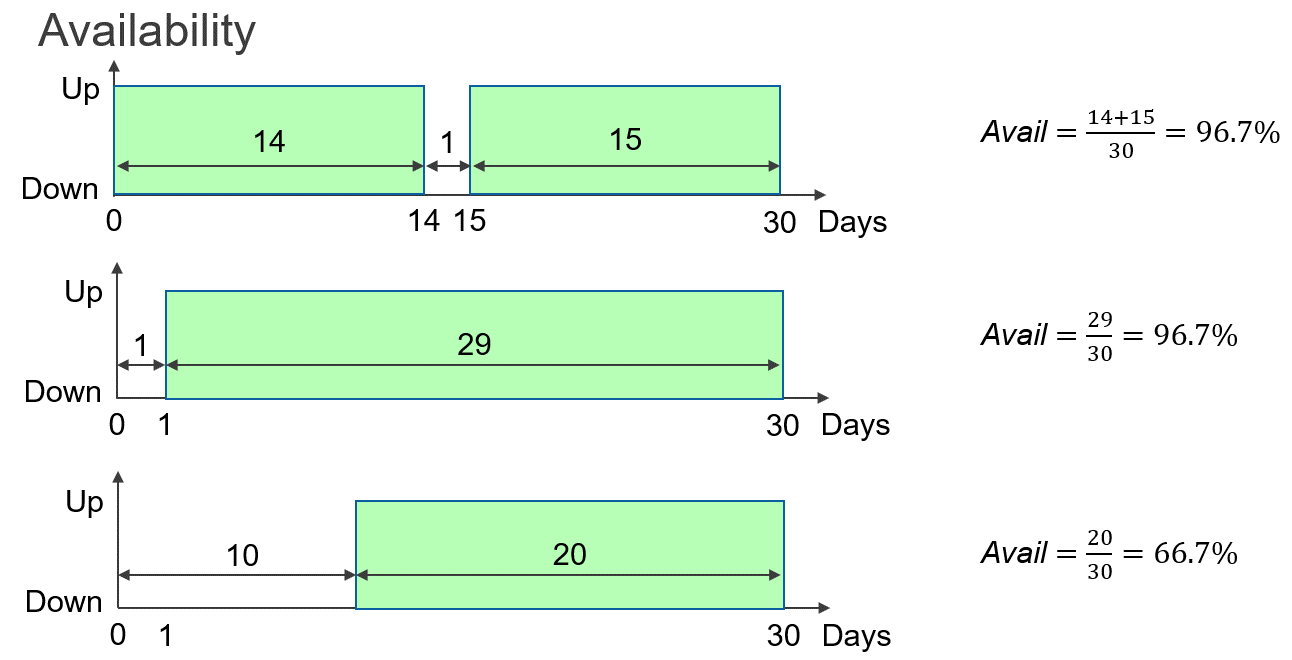 Availability
Up
14 1 15
Down
0 14 15 30 Days
Avail = 14+15/30 = 96.7%
Up
1 29
Down
0 1 30 Days
Avail = 29/30 = 96.7%
Up
10 20
Down
0 1 30 Days
Avail = 20/30 = 66.7%